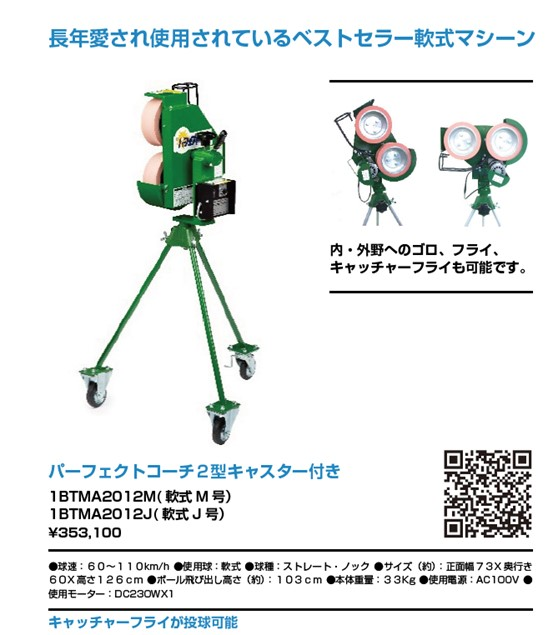 長年愛され使用されているベストセラー軟式マシーン
内・外野へのゴロ、フライ、
キャッチャーフライも可能です。
パーフェクトコーチ２型キャスター付き
1BTMA2012M( 軟式 M 号)
1BTMA2012J( 軟式 J 号)
¥353,100
●球速：６０～１１０km/h ●使用球：軟式 ●球種：ストレート・ノック ●サイズ（約）：正面幅７３X 奥行き
６０X 高さ１２６ｃｍ ●ボール飛び出し高さ（約）：１０３ｃｍ ●本体重量：３３Kg ●使用電源：AC100V ●
使用モーター：DC230WX1
キャッチャーフライが投球可能